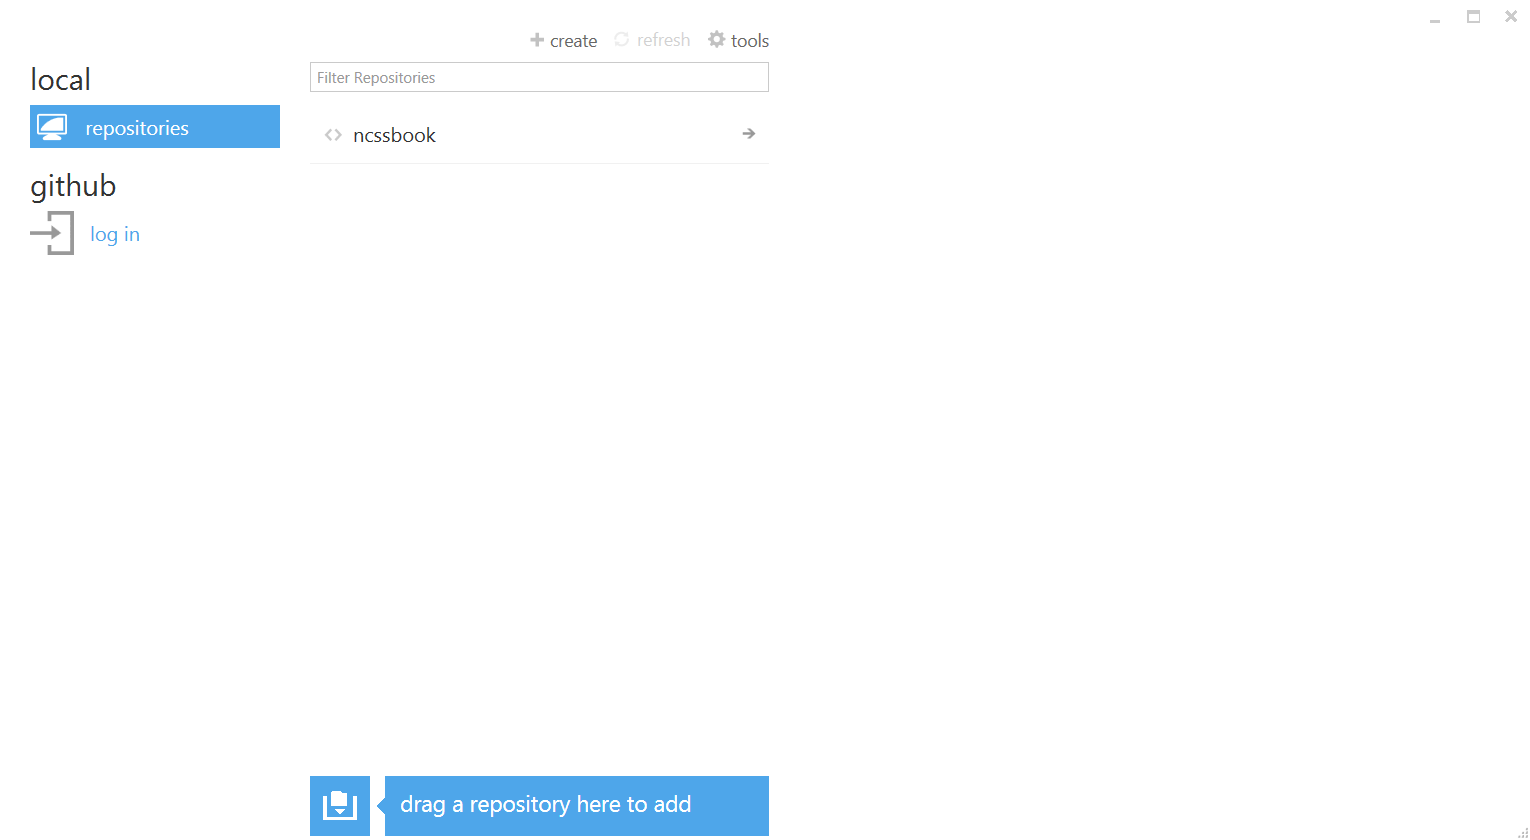 create refresh tools
local
Filter Repositories
repositories
ncssbook
github
log in
drag a repository here to add